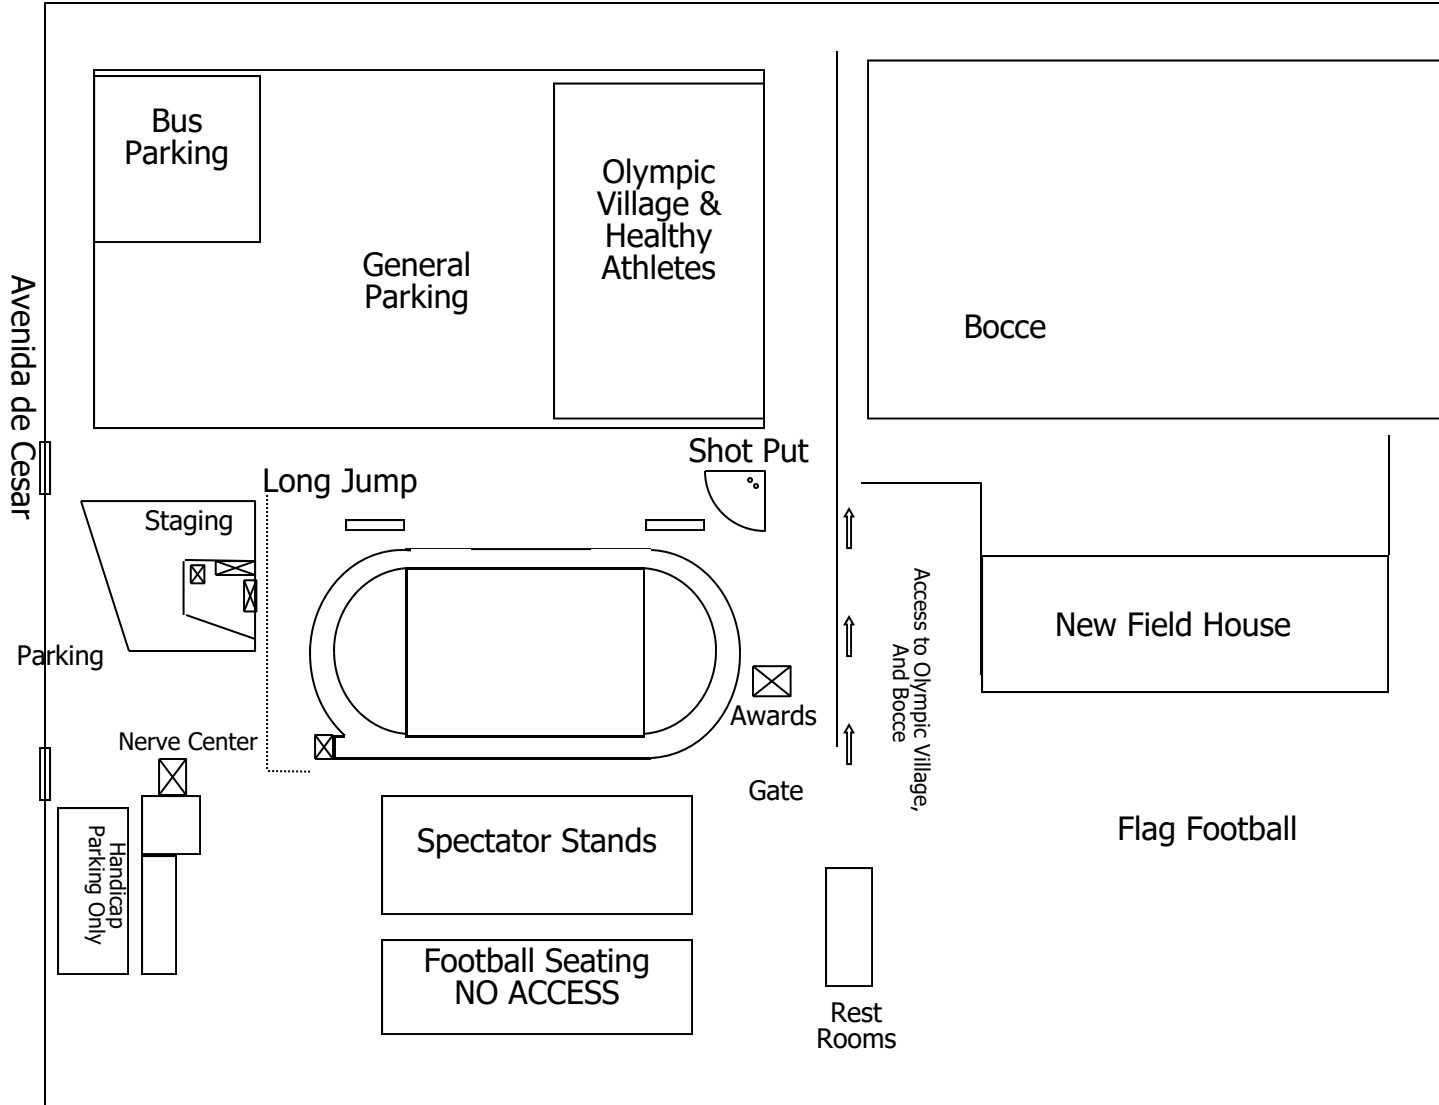 Bus
Parking
Olympic
Village &
Healthy
Athletes
General
Parking
Bocce
Avenida de Cesar
Shot Put
Long Jump
Staging
Access to Olympic Village,
And Bocce
New Field House
Parking
Awards
Nerve Center
Gate
Flag Football
Spectator Stands
Handicap
Parking Only
Football Seating
NO ACCESS
Rest
Rooms